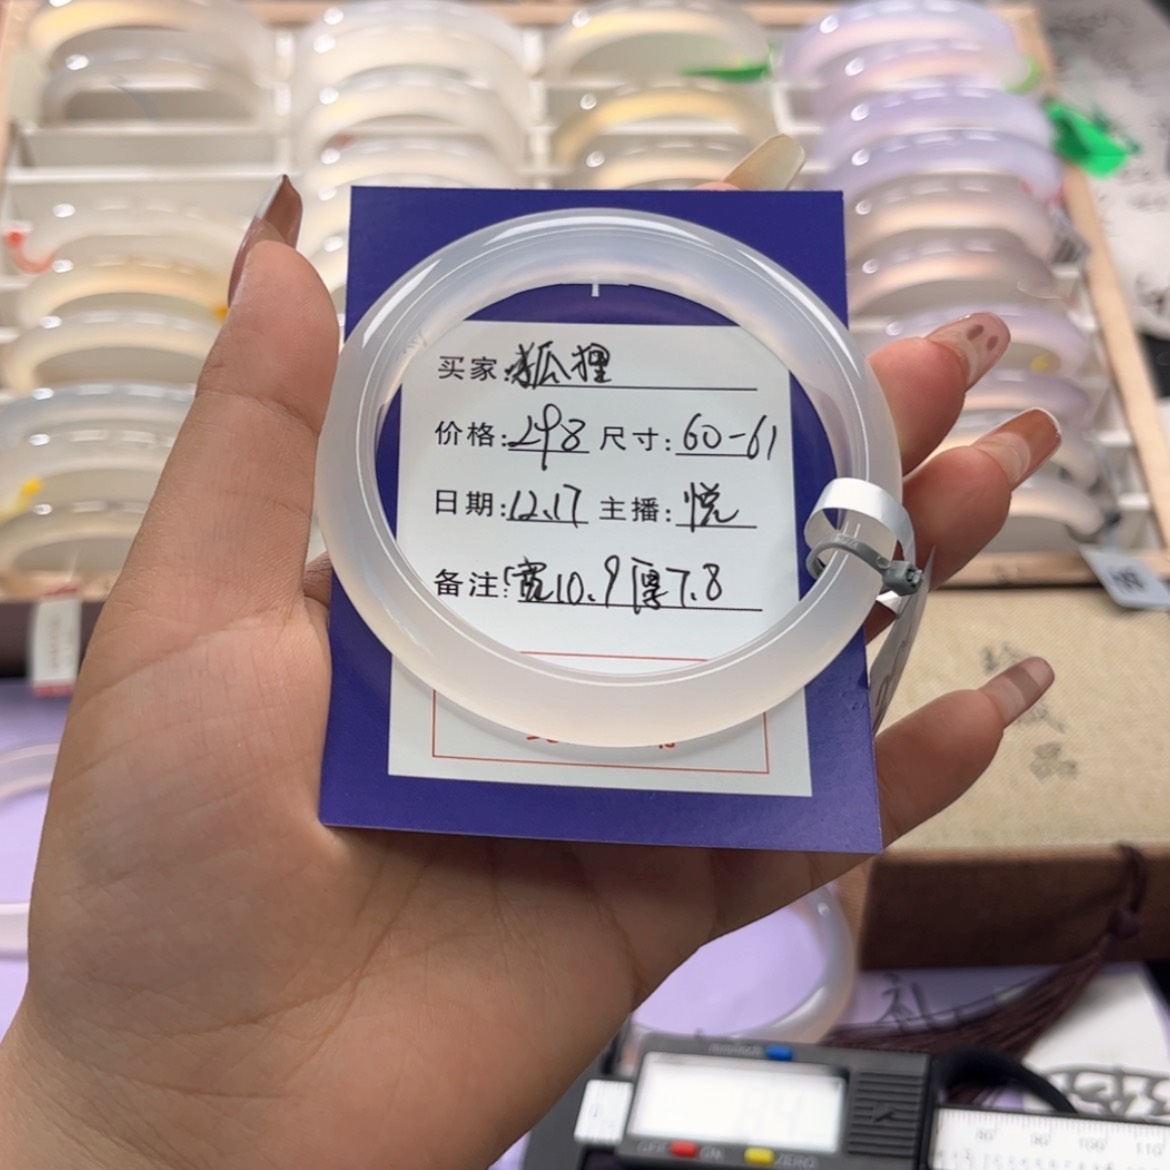 买家:狐狸
价格:298 尺寸:60-61
日期:12.17 主播:悦
备注:宽10.9厚7.8